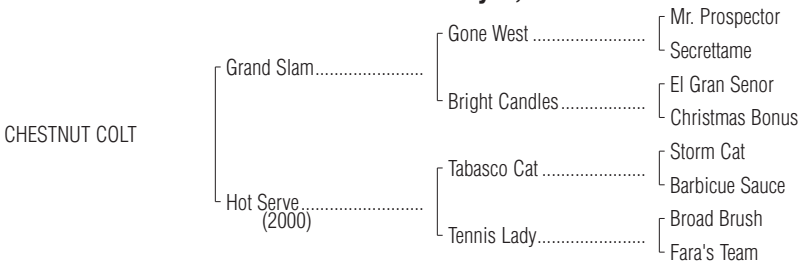 Mr. Prospector
Gone West ........................
Secrettame
Grand Slam.......................
El Gran Senor
Bright Candles..................
Christmas Bonus
CHESTNUT COLT
Storm Cat
Tabasco Cat ......................
Barbicue Sauce
Hot Serve..........................
(2000)
Broad Brush
Tennis Lady.......................
Fara's Team